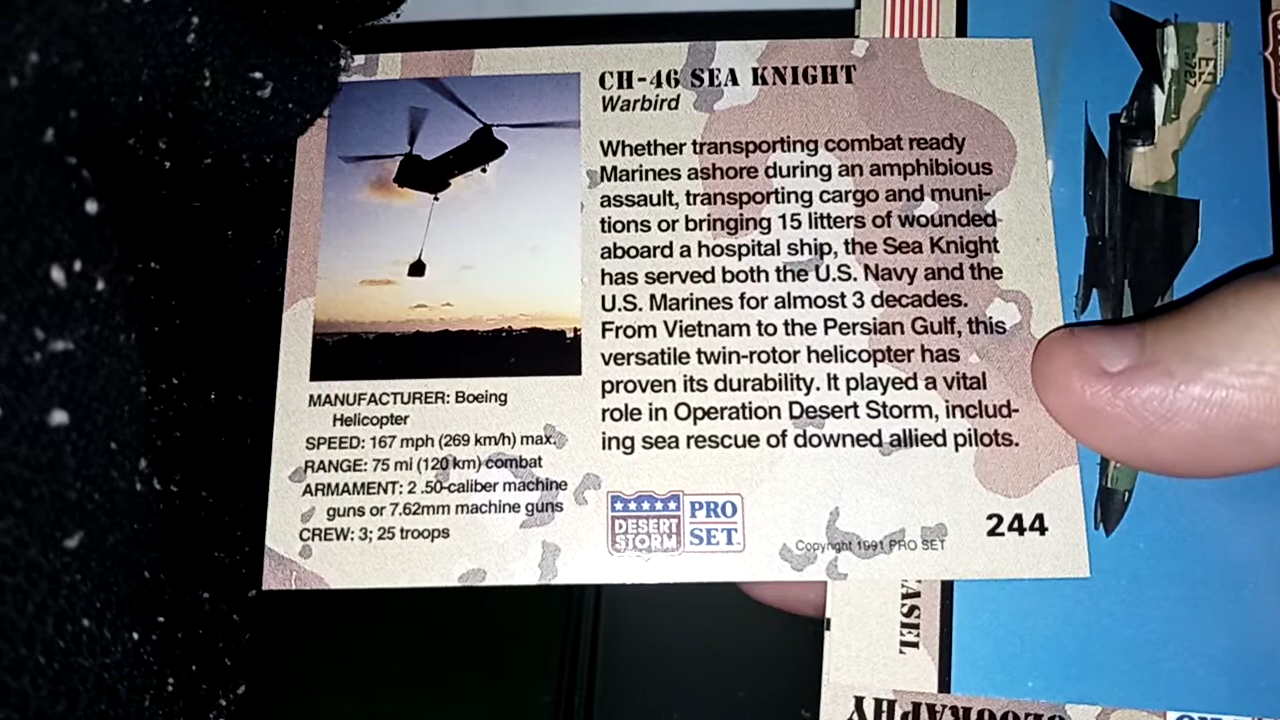 CH-46 SEA KNIGHT
Warbird
Whether transporting combat ready
Marines ashore during an amphibious
assault, transporting cargo and muni-
tions or bringing 15 litters of wounded
aboard a hospital ship, the Sea Knight
has served both the U.S. Navy and the
U.S. Marines for almost 3 decades.
From Vietnam to the Persian Gulf, this
versatile twin-rotor helicopter has
proven its durability. It played a vital
role in Operation Desert Storm, includ-
ing sea rescue of downed allied pilots.
MANUFACTURER: Boeing
Helicopter
SPEED: 167 mph (269 km/h) max.
RANGE: 75 mi (120 km) combat
ARMAMENT: 2 .50-caliber machine
guns or 7.62mm machine guns
CREW: 3; 25 troops
DESERT
STORM
PRO
SET
Copyright 1991 PRO SET
244